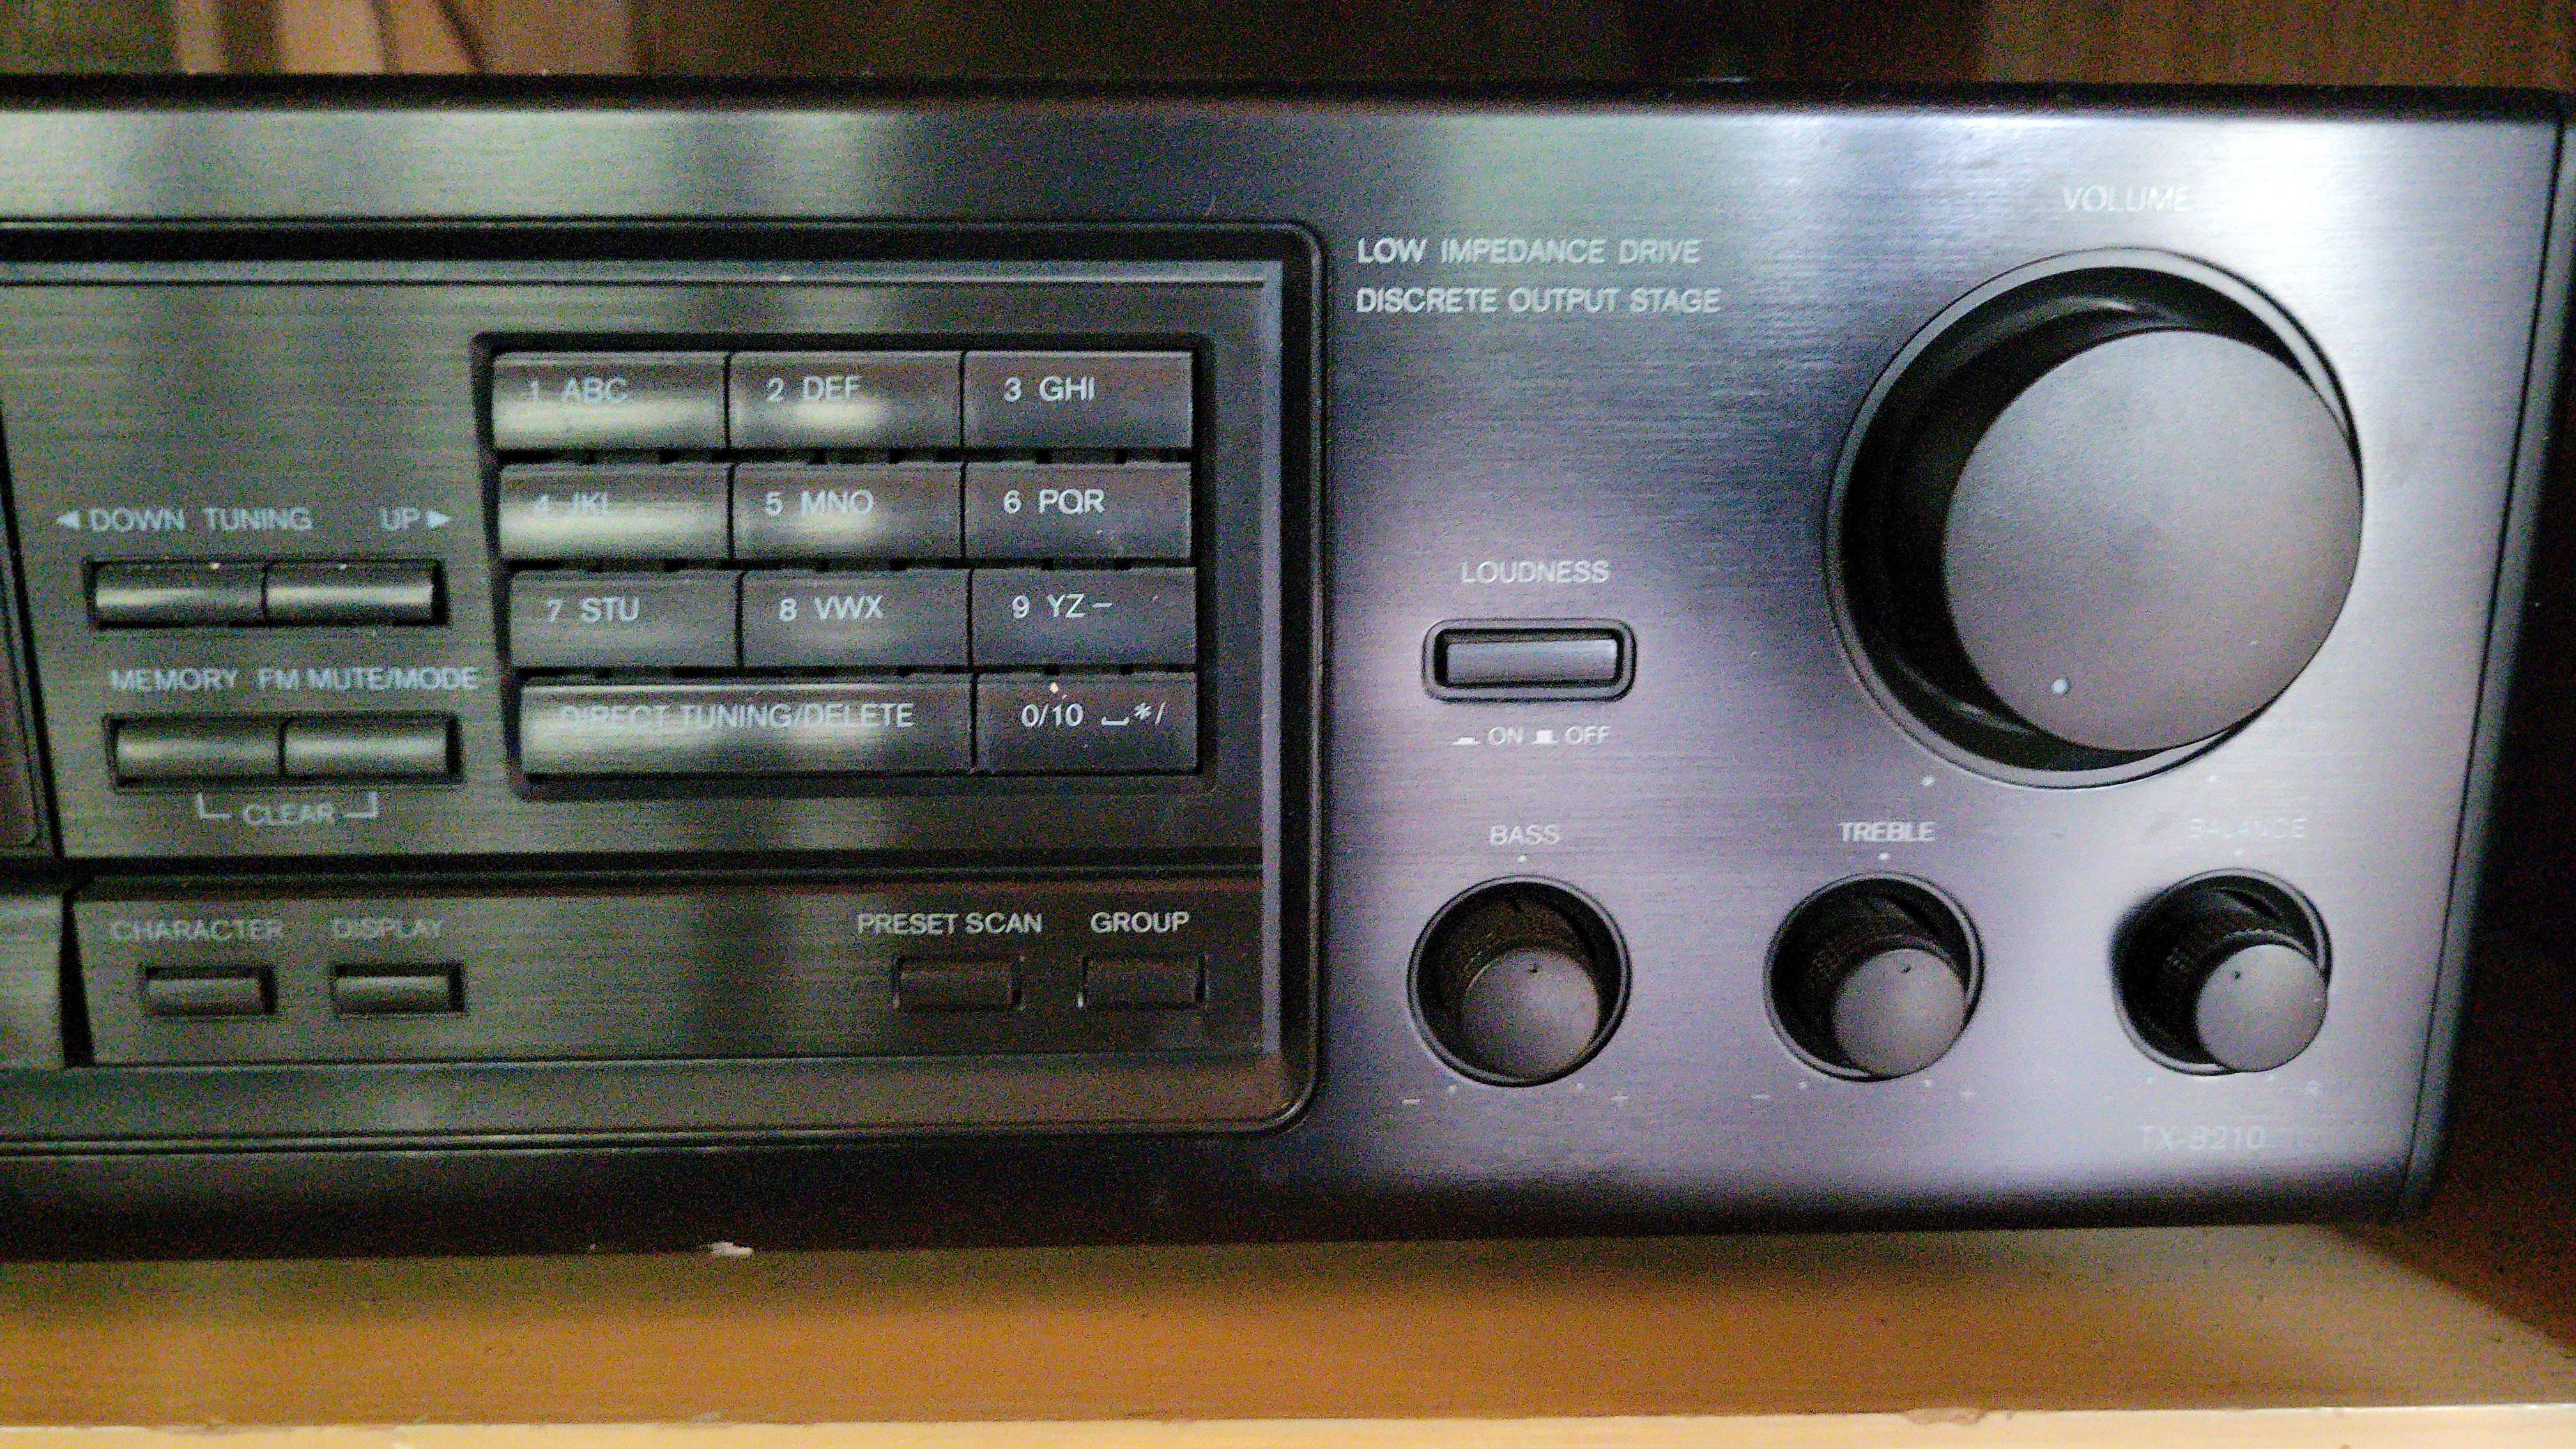 VOLUME
LOW IMPEDANCE DRIVE
DISCRETE OUTPUT STAGE
1 ABC
2 DEF
3 GHI
4 JKL
5 MNO
6 PQR
◀ DOWN TUNING UP ▶
7 STU
8 VWX
9 YZ–
LOUDNESS
MEMORY FM MUTE/MODE
DIRECT TUNING/DELETE
0/10 ⎵*/
ON OFF
CLEAR
BASS
TREBLE
BALANCE
CHARACTER
DISPLAY
PRESET SCAN
GROUP
– +
– +
R
TX-8210